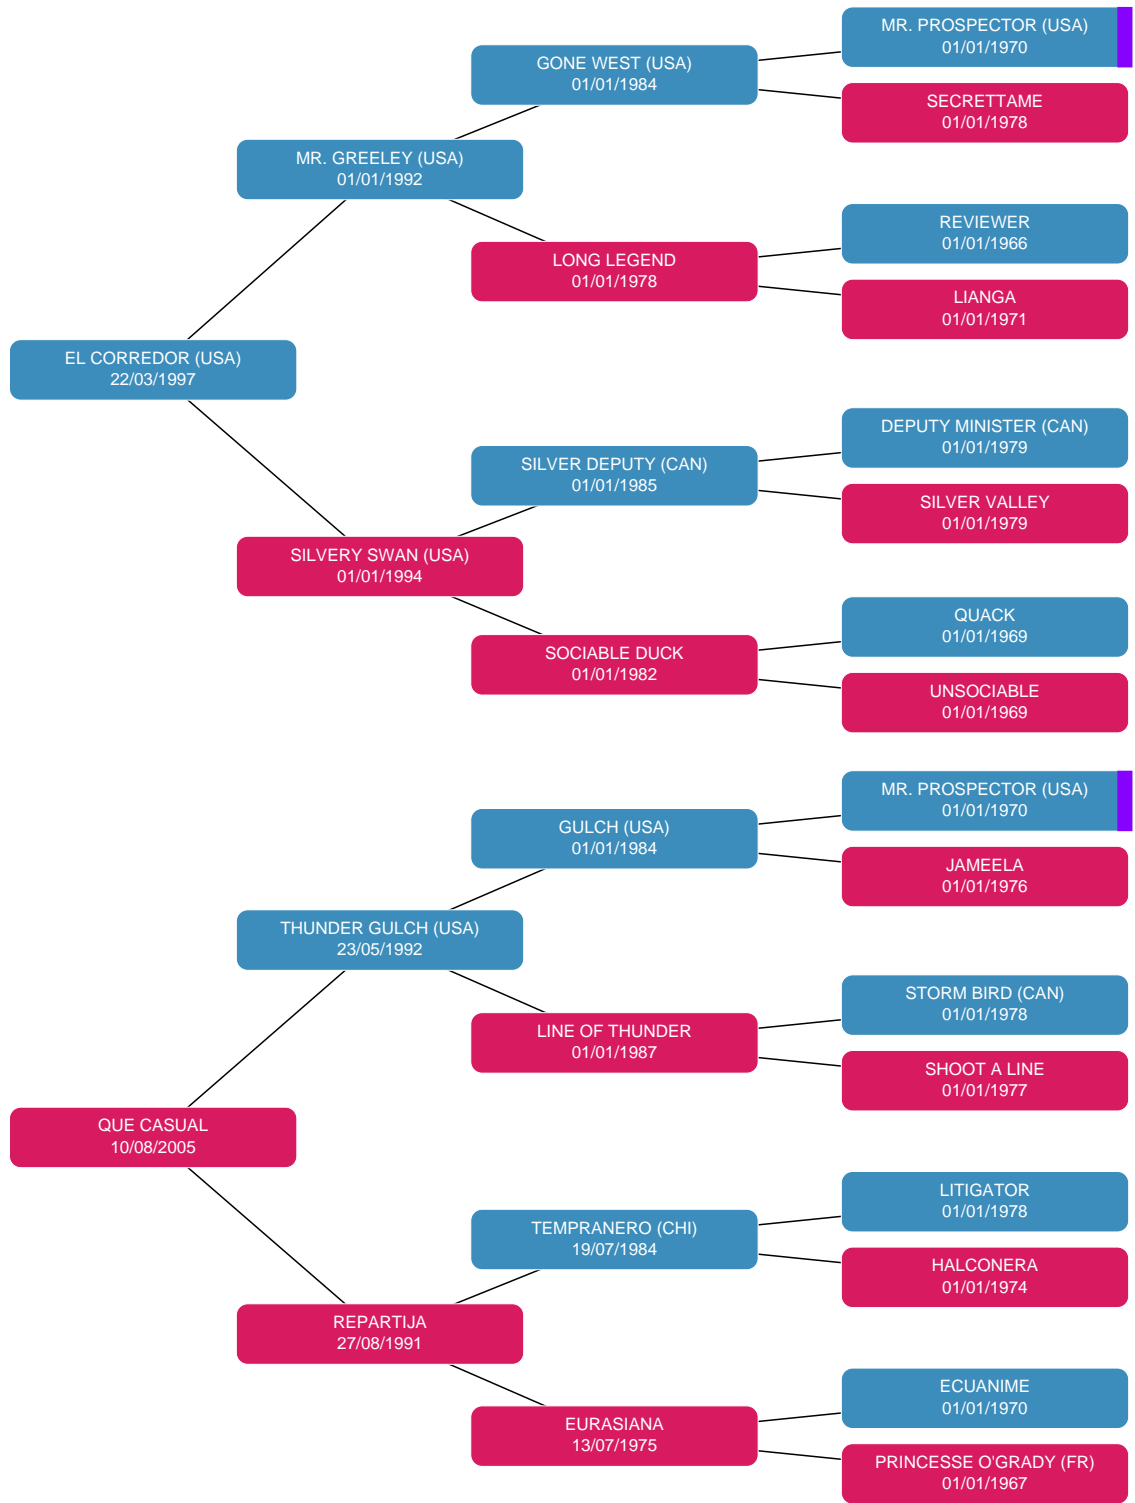 MR. PROSPECTOR (USA)
01/01/1970
GONE WEST (USA)
01/01/1984
SECRETTAME
01/01/1978
MR. GREELEY (USA)
01/01/1992
REVIEWER
01/01/1966
LONG LEGEND
01/01/1978
LIANGA
01/01/1971
EL CORREDOR (USA)
22/03/1997
DEPUTY MINISTER (CAN)
01/01/1979
SILVER DEPUTY (CAN)
01/01/1985
SILVER VALLEY
01/01/1979
SILVERY SWAN (USA)
01/01/1994
QUACK
01/01/1969
SOCIABLE DUCK
01/01/1982
UNSOCIABLE
01/01/1969
MR. PROSPECTOR (USA)
01/01/1970
GULCH (USA)
01/01/1984
JAMEELA
01/01/1976
THUNDER GULCH (USA)
23/05/1992
STORM BIRD (CAN)
01/01/1978
LINE OF THUNDER
01/01/1987
SHOOT A LINE
01/01/1977
QUE CASUAL
10/08/2005
LITIGATOR
01/01/1978
TEMPRANERO (CHI)
19/07/1984
HALCONERA
01/01/1974
REPARTIJA
27/08/1991
ECUANIME
01/01/1970
EURASIANA
13/07/1975
PRINCESSE O'GRADY (FR)
01/01/1967